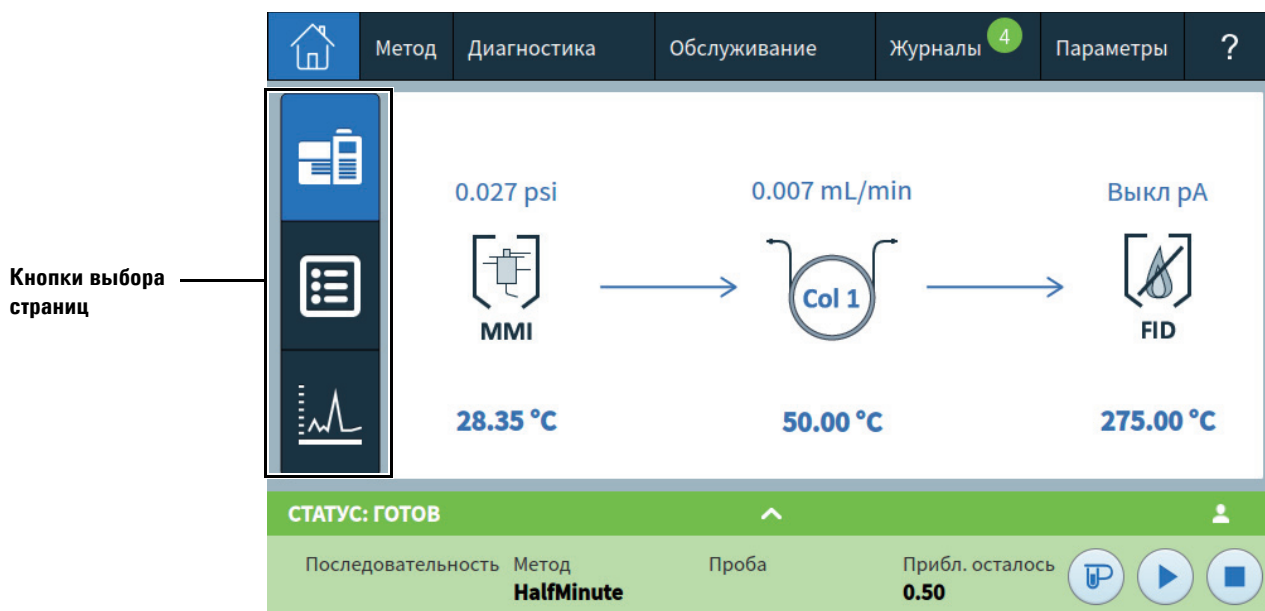 Метод Диагностика Обслуживание Журналы 4 Параметры ?
0.027 psi 0.007 mL/min Выкл pA
Кнопки выбора
страниц
Col 1
MMI FID
28.35 °C 50.00 °C 275.00 °C
СТАТУС: ГОТОВ
Последовательность Метод Проба Прибл. осталось
HalfMinute 0.50